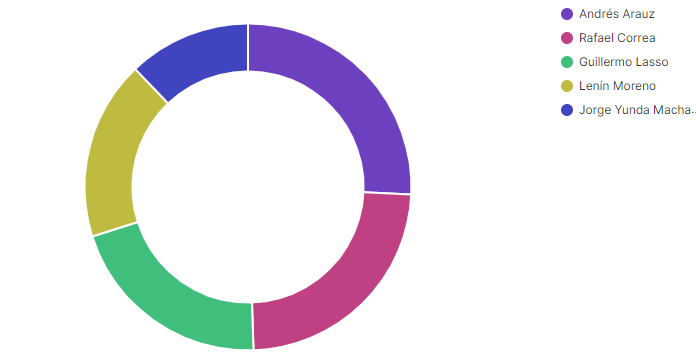 Andrés Arauz
Rafael Correa
Guillermo Lasso
Lenín Moreno
Jorge Yunda Macha..